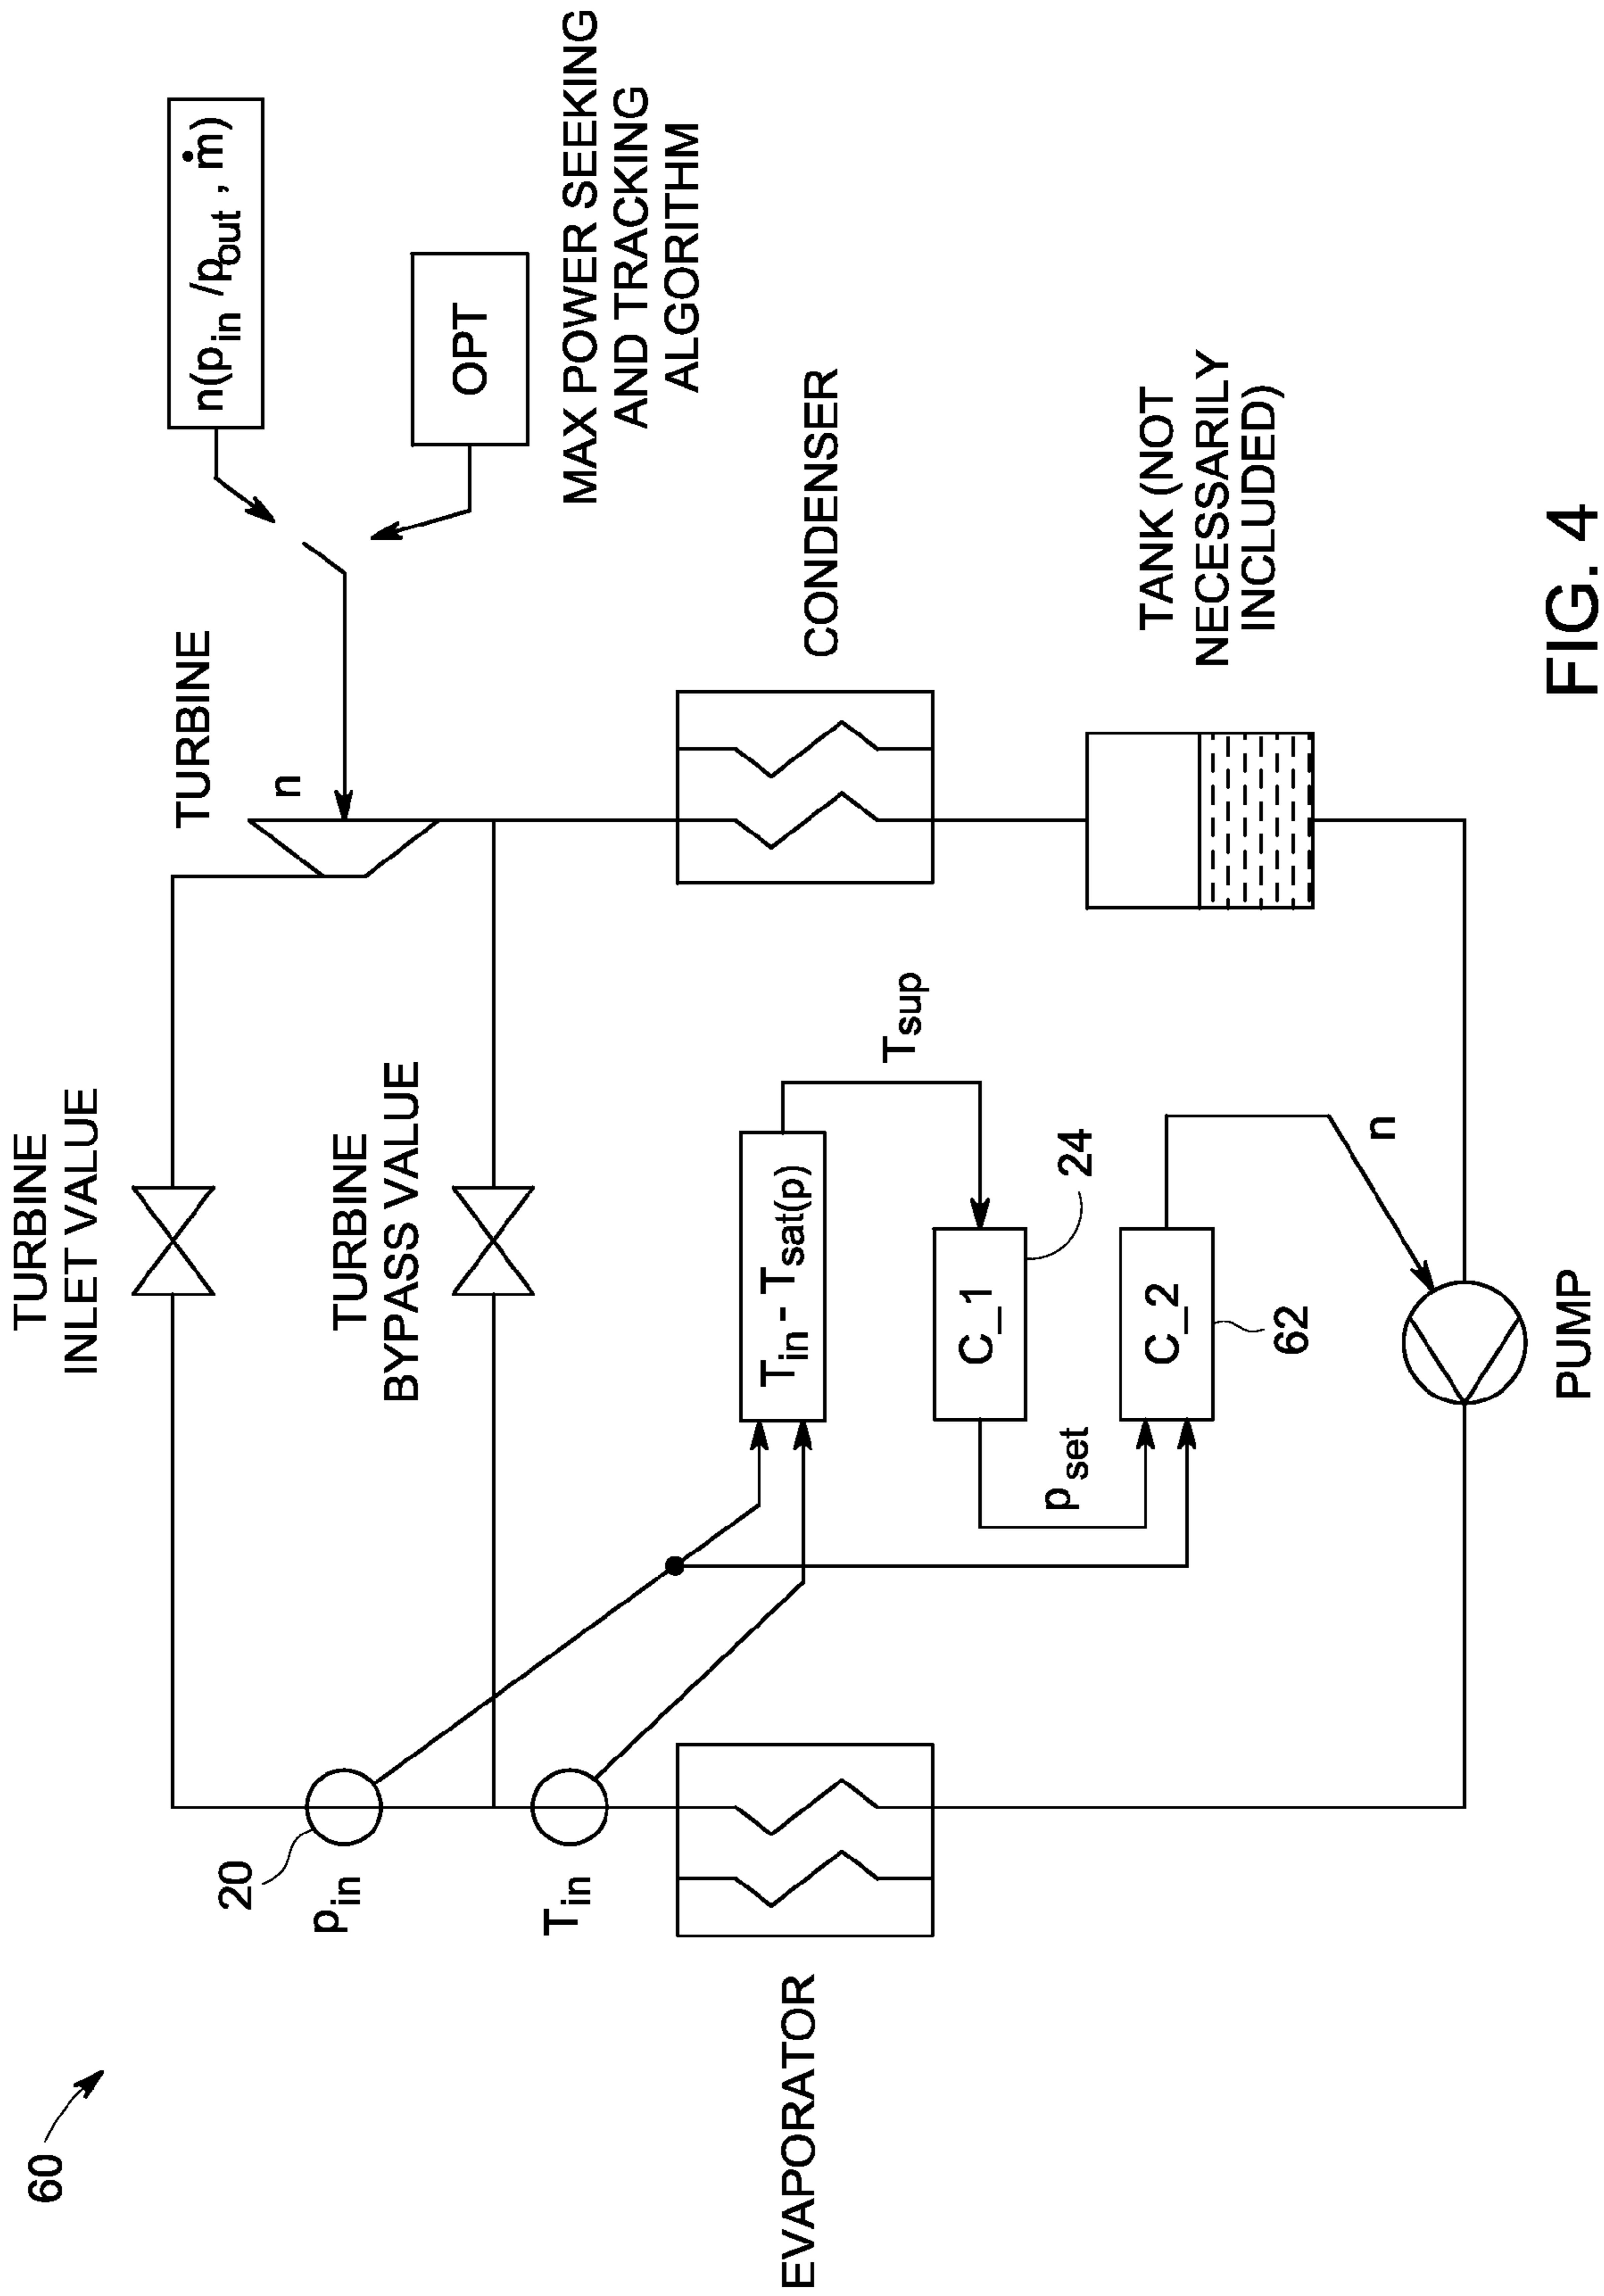 60
TURBINE
INLET VALUE
TURBINE
BYPASS VALUE
TURBINE
n
n(p_in /p_out , ṁ)
OPT
MAX POWER SEEKING
AND TRACKING
ALGORITHM
20
p_in
T_in
EVAPORATOR
T_in - T_sat(p)
T_sup
C_1
24
p_set
C_2
62
n
PUMP
CONDENSER
TANK (NOT
NECESSARILY
INCLUDED)
FIG. 4